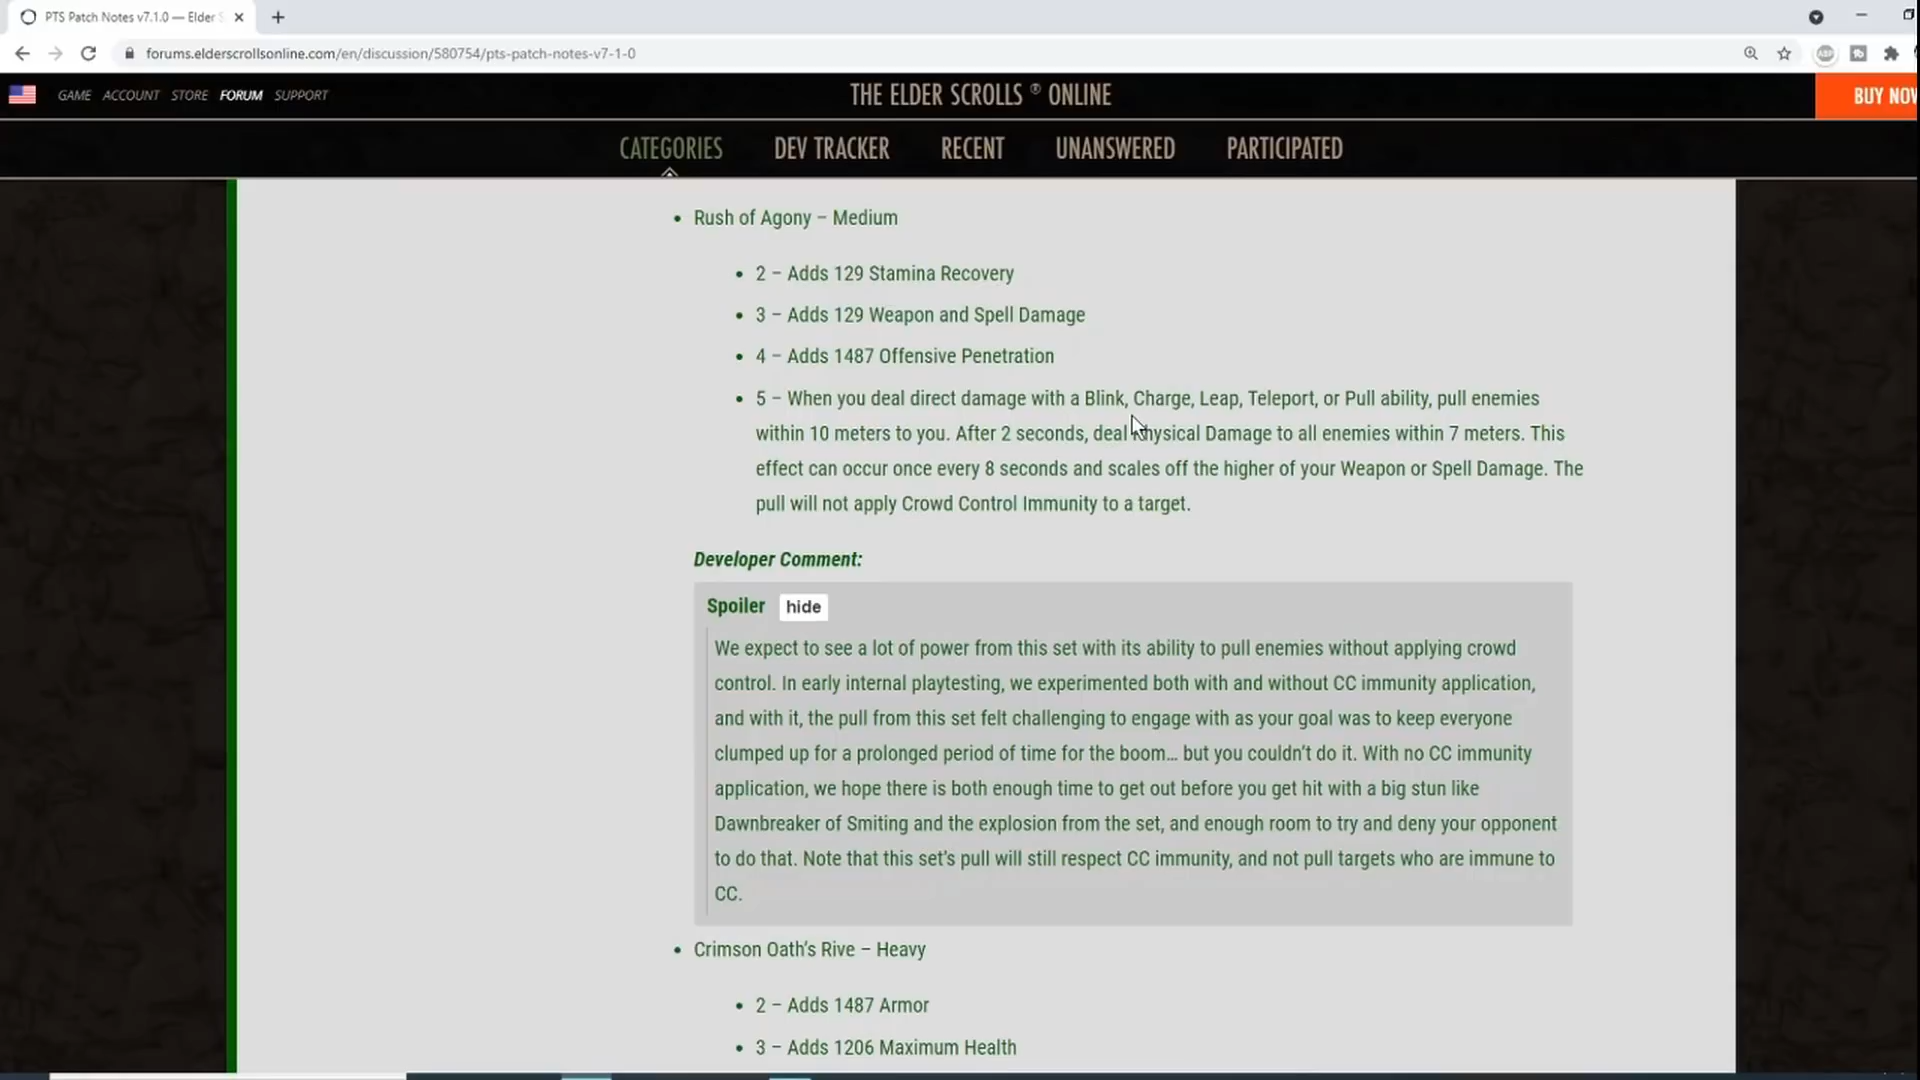 PTS Patch Notes v7.1.0 — Elder S
forums.elderscrollsonline.com/en/discussion/580754/pts-patch-notes-v7-1-0
ABP
GAME ACCOUNT STORE FORUM SUPPORT
THE ELDER SCROLLS ® ONLINE
BUY NOW
CATEGORIES DEV TRACKER RECENT UNANSWERED PARTICIPATED
• Rush of Agony – Medium
• 2 – Adds 129 Stamina Recovery
• 3 – Adds 129 Weapon and Spell Damage
• 4 – Adds 1487 Offensive Penetration
• 5 – When you deal direct damage with a Blink, Charge, Leap, Teleport, or Pull ability, pull enemies
within 10 meters to you. After 2 seconds, deal Physical Damage to all enemies within 7 meters. This
effect can occur once every 8 seconds and scales off the higher of your Weapon or Spell Damage. The
pull will not apply Crowd Control Immunity to a target.
Developer Comment:
Spoiler hide
We expect to see a lot of power from this set with its ability to pull enemies without applying crowd
control. In early internal playtesting, we experimented both with and without CC immunity application,
and with it, the pull from this set felt challenging to engage with as your goal was to keep everyone
clumped up for a prolonged period of time for the boom… but you couldn't do it. With no CC immunity
application, we hope there is both enough time to get out before you get hit with a big stun like
Dawnbreaker of Smiting and the explosion from the set, and enough room to try and deny your opponent
to do that. Note that this set's pull will still respect CC immunity, and not pull targets who are immune to
CC.
• Crimson Oath's Rive – Heavy
• 2 – Adds 1487 Armor
• 3 – Adds 1206 Maximum Health